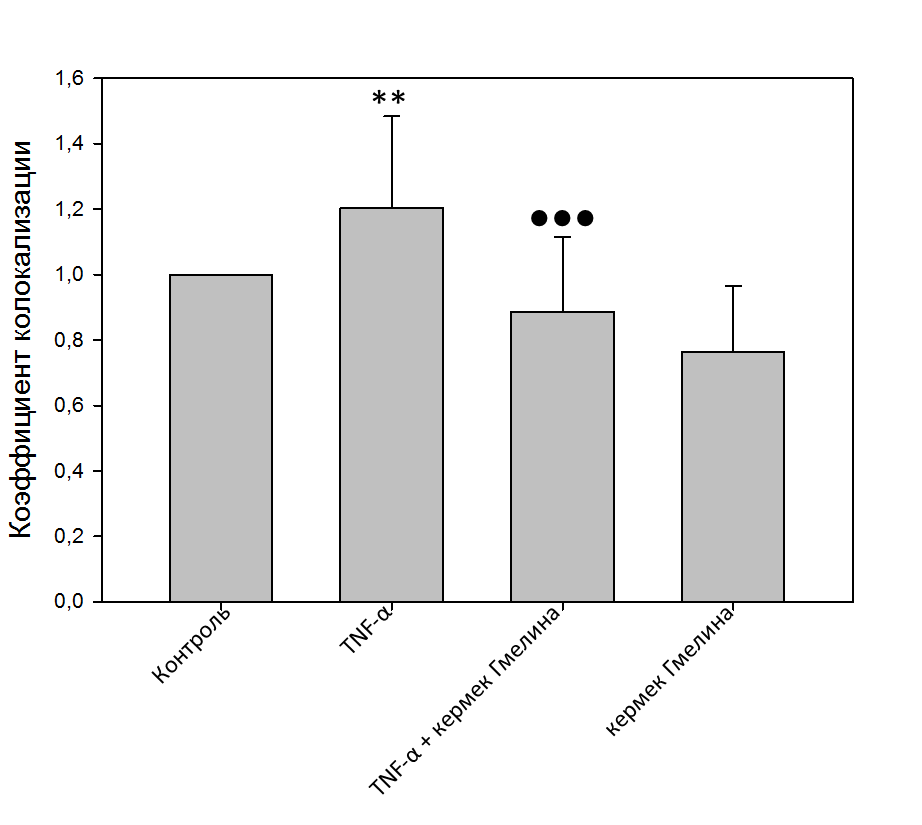 Коэффициент колокализации
1,6
1,4
1,2
1,0
0,8
0,6
0,4
0,2
0,0
**
●●●
Контроль
TNF-α
TNF-α + кермек Гмелина
кермек Гмелина